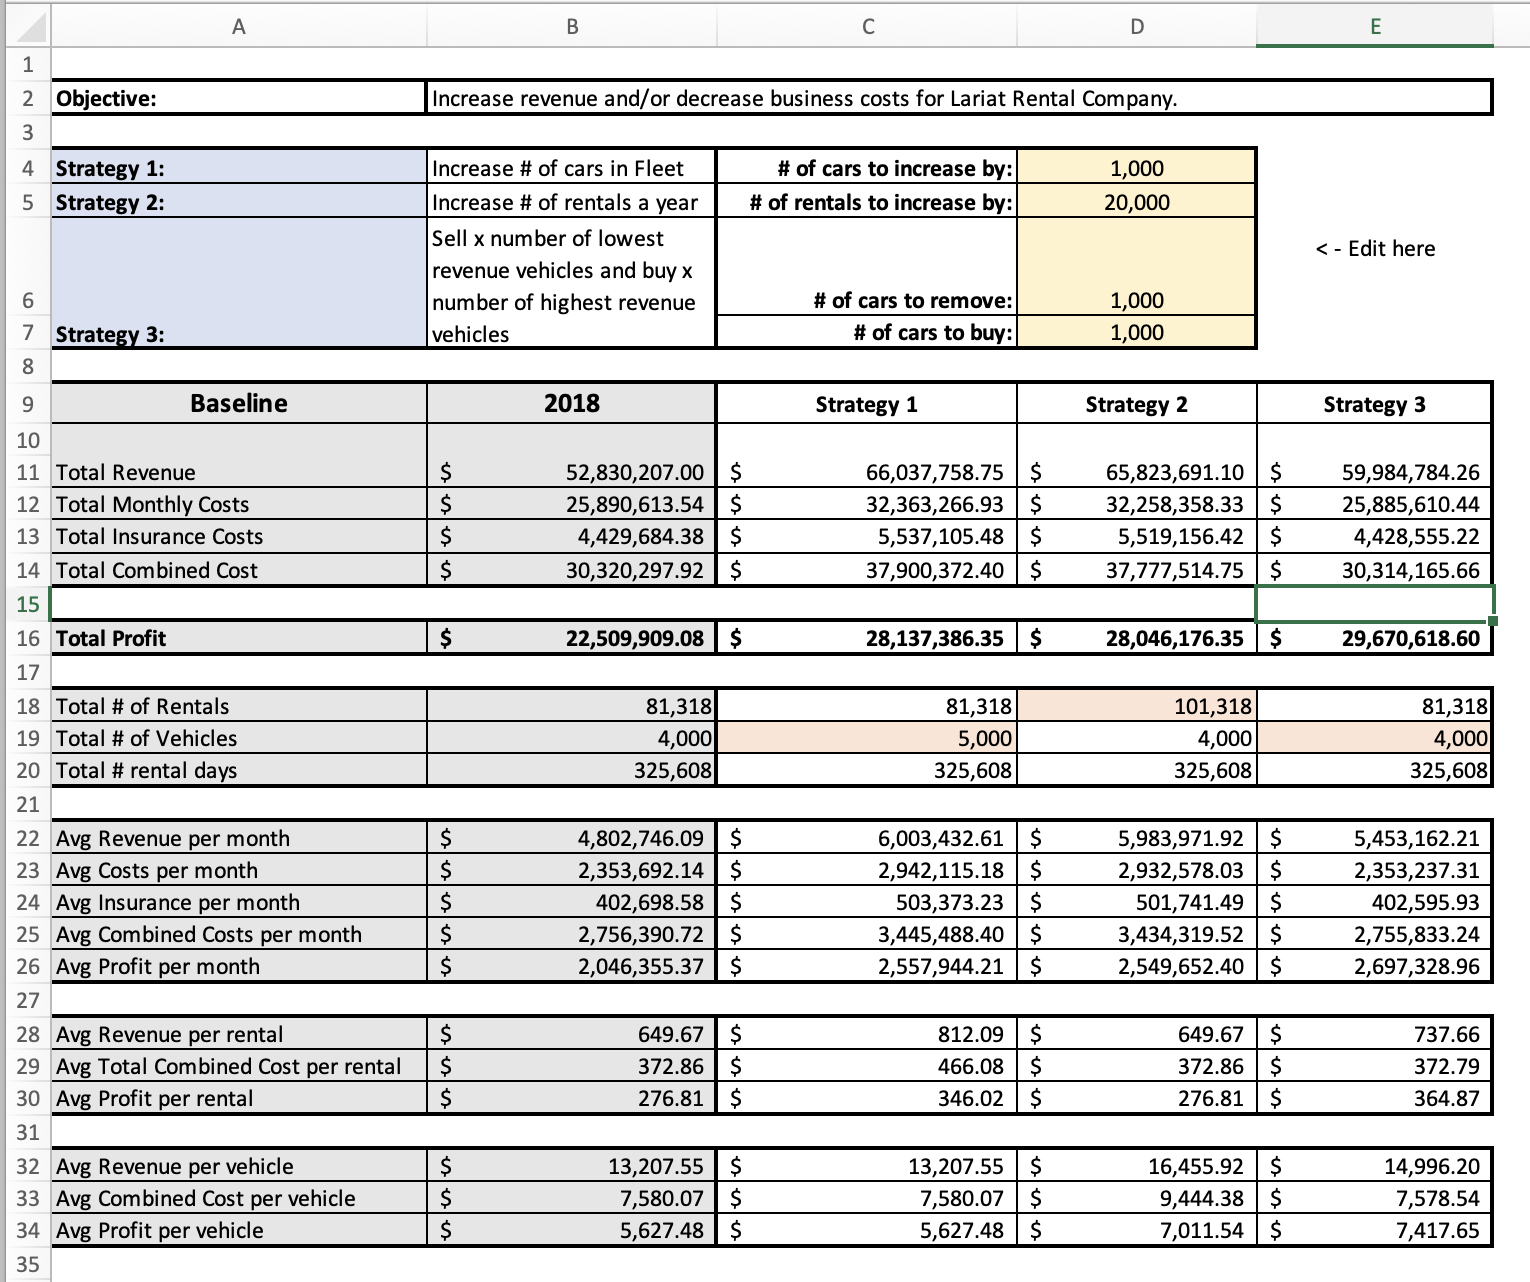 A B C D E
1
2 Objective: Increase revenue and/or decrease business costs for Lariat Rental Company.
3
4 Strategy 1: Increase # of cars in Fleet # of cars to increase by: 1,000
5 Strategy 2: Increase # of rentals a year # of rentals to increase by: 20,000
Sell x number of lowest
revenue vehicles and buy x < - Edit here
6 number of highest revenue # of cars to remove: 1,000
7 Strategy 3: vehicles # of cars to buy: 1,000
8
9 Baseline 2018 Strategy 1 Strategy 2 Strategy 3
10
11 Total Revenue $ 52,830,207.00 $ 66,037,758.75 $ 65,823,691.10 $ 59,984,784.26
12 Total Monthly Costs $ 25,890,613.54 $ 32,363,266.93 $ 32,258,358.33 $ 25,885,610.44
13 Total Insurance Costs $ 4,429,684.38 $ 5,537,105.48 $ 5,519,156.42 $ 4,428,555.22
14 Total Combined Cost $ 30,320,297.92 $ 37,900,372.40 $ 37,777,514.75 $ 30,314,165.66
15
16 Total Profit $ 22,509,909.08 $ 28,137,386.35 $ 28,046,176.35 $ 29,670,618.60
17
18 Total # of Rentals 81,318 81,318 101,318 81,318
19 Total # of Vehicles 4,000 5,000 4,000 4,000
20 Total # rental days 325,608 325,608 325,608 325,608
21
22 Avg Revenue per month $ 4,802,746.09 $ 6,003,432.61 $ 5,983,971.92 $ 5,453,162.21
23 Avg Costs per month $ 2,353,692.14 $ 2,942,115.18 $ 2,932,578.03 $ 2,353,237.31
24 Avg Insurance per month $ 402,698.58 $ 503,373.23 $ 501,741.49 $ 402,595.93
25 Avg Combined Costs per month $ 2,756,390.72 $ 3,445,488.40 $ 3,434,319.52 $ 2,755,833.24
26 Avg Profit per month $ 2,046,355.37 $ 2,557,944.21 $ 2,549,652.40 $ 2,697,328.96
27
28 Avg Revenue per rental $ 649.67 $ 812.09 $ 649.67 $ 737.66
29 Avg Total Combined Cost per rental $ 372.86 $ 466.08 $ 372.86 $ 372.79
30 Avg Profit per rental $ 276.81 $ 346.02 $ 276.81 $ 364.87
31
32 Avg Revenue per vehicle $ 13,207.55 $ 13,207.55 $ 16,455.92 $ 14,996.20
33 Avg Combined Cost per vehicle $ 7,580.07 $ 7,580.07 $ 9,444.38 $ 7,578.54
34 Avg Profit per vehicle $ 5,627.48 $ 5,627.48 $ 7,011.54 $ 7,417.65
35